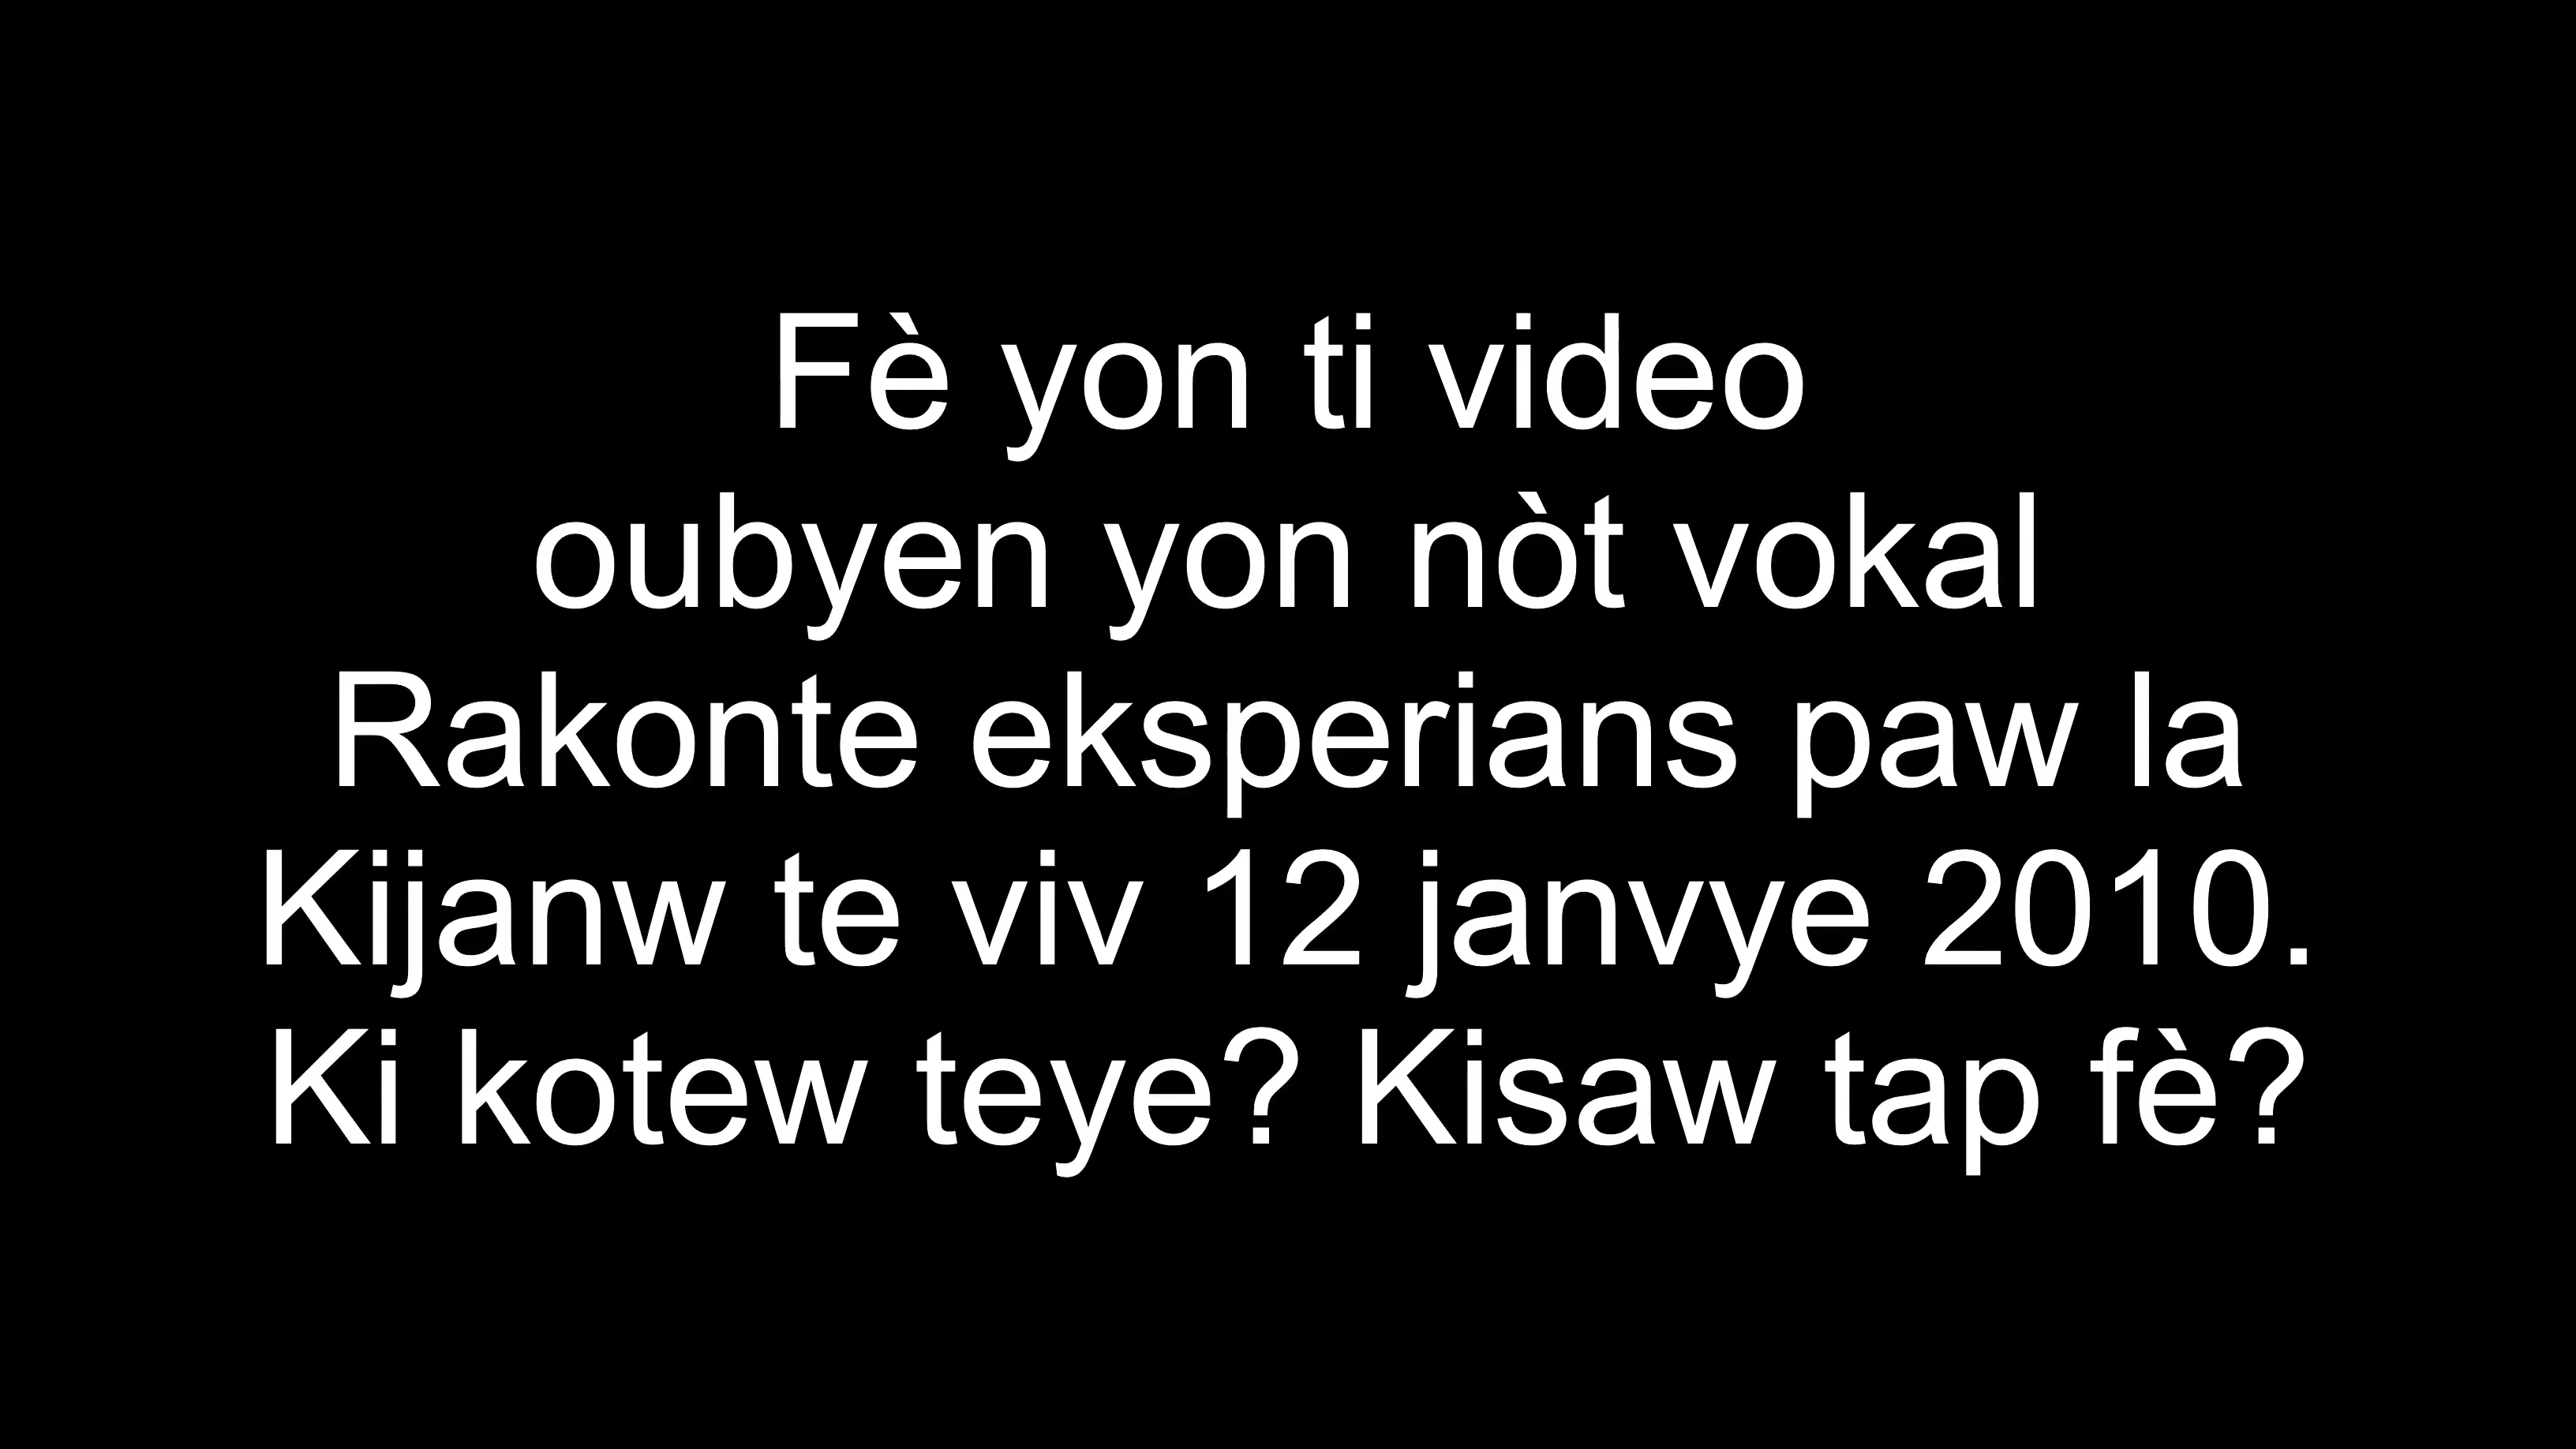 Fè yon ti video
oubyen yon nòt vokal
Rakonte eksperians paw la
Kijanw te viv 12 janvye 2010.
Ki kotew teye? Kisaw tap fè?